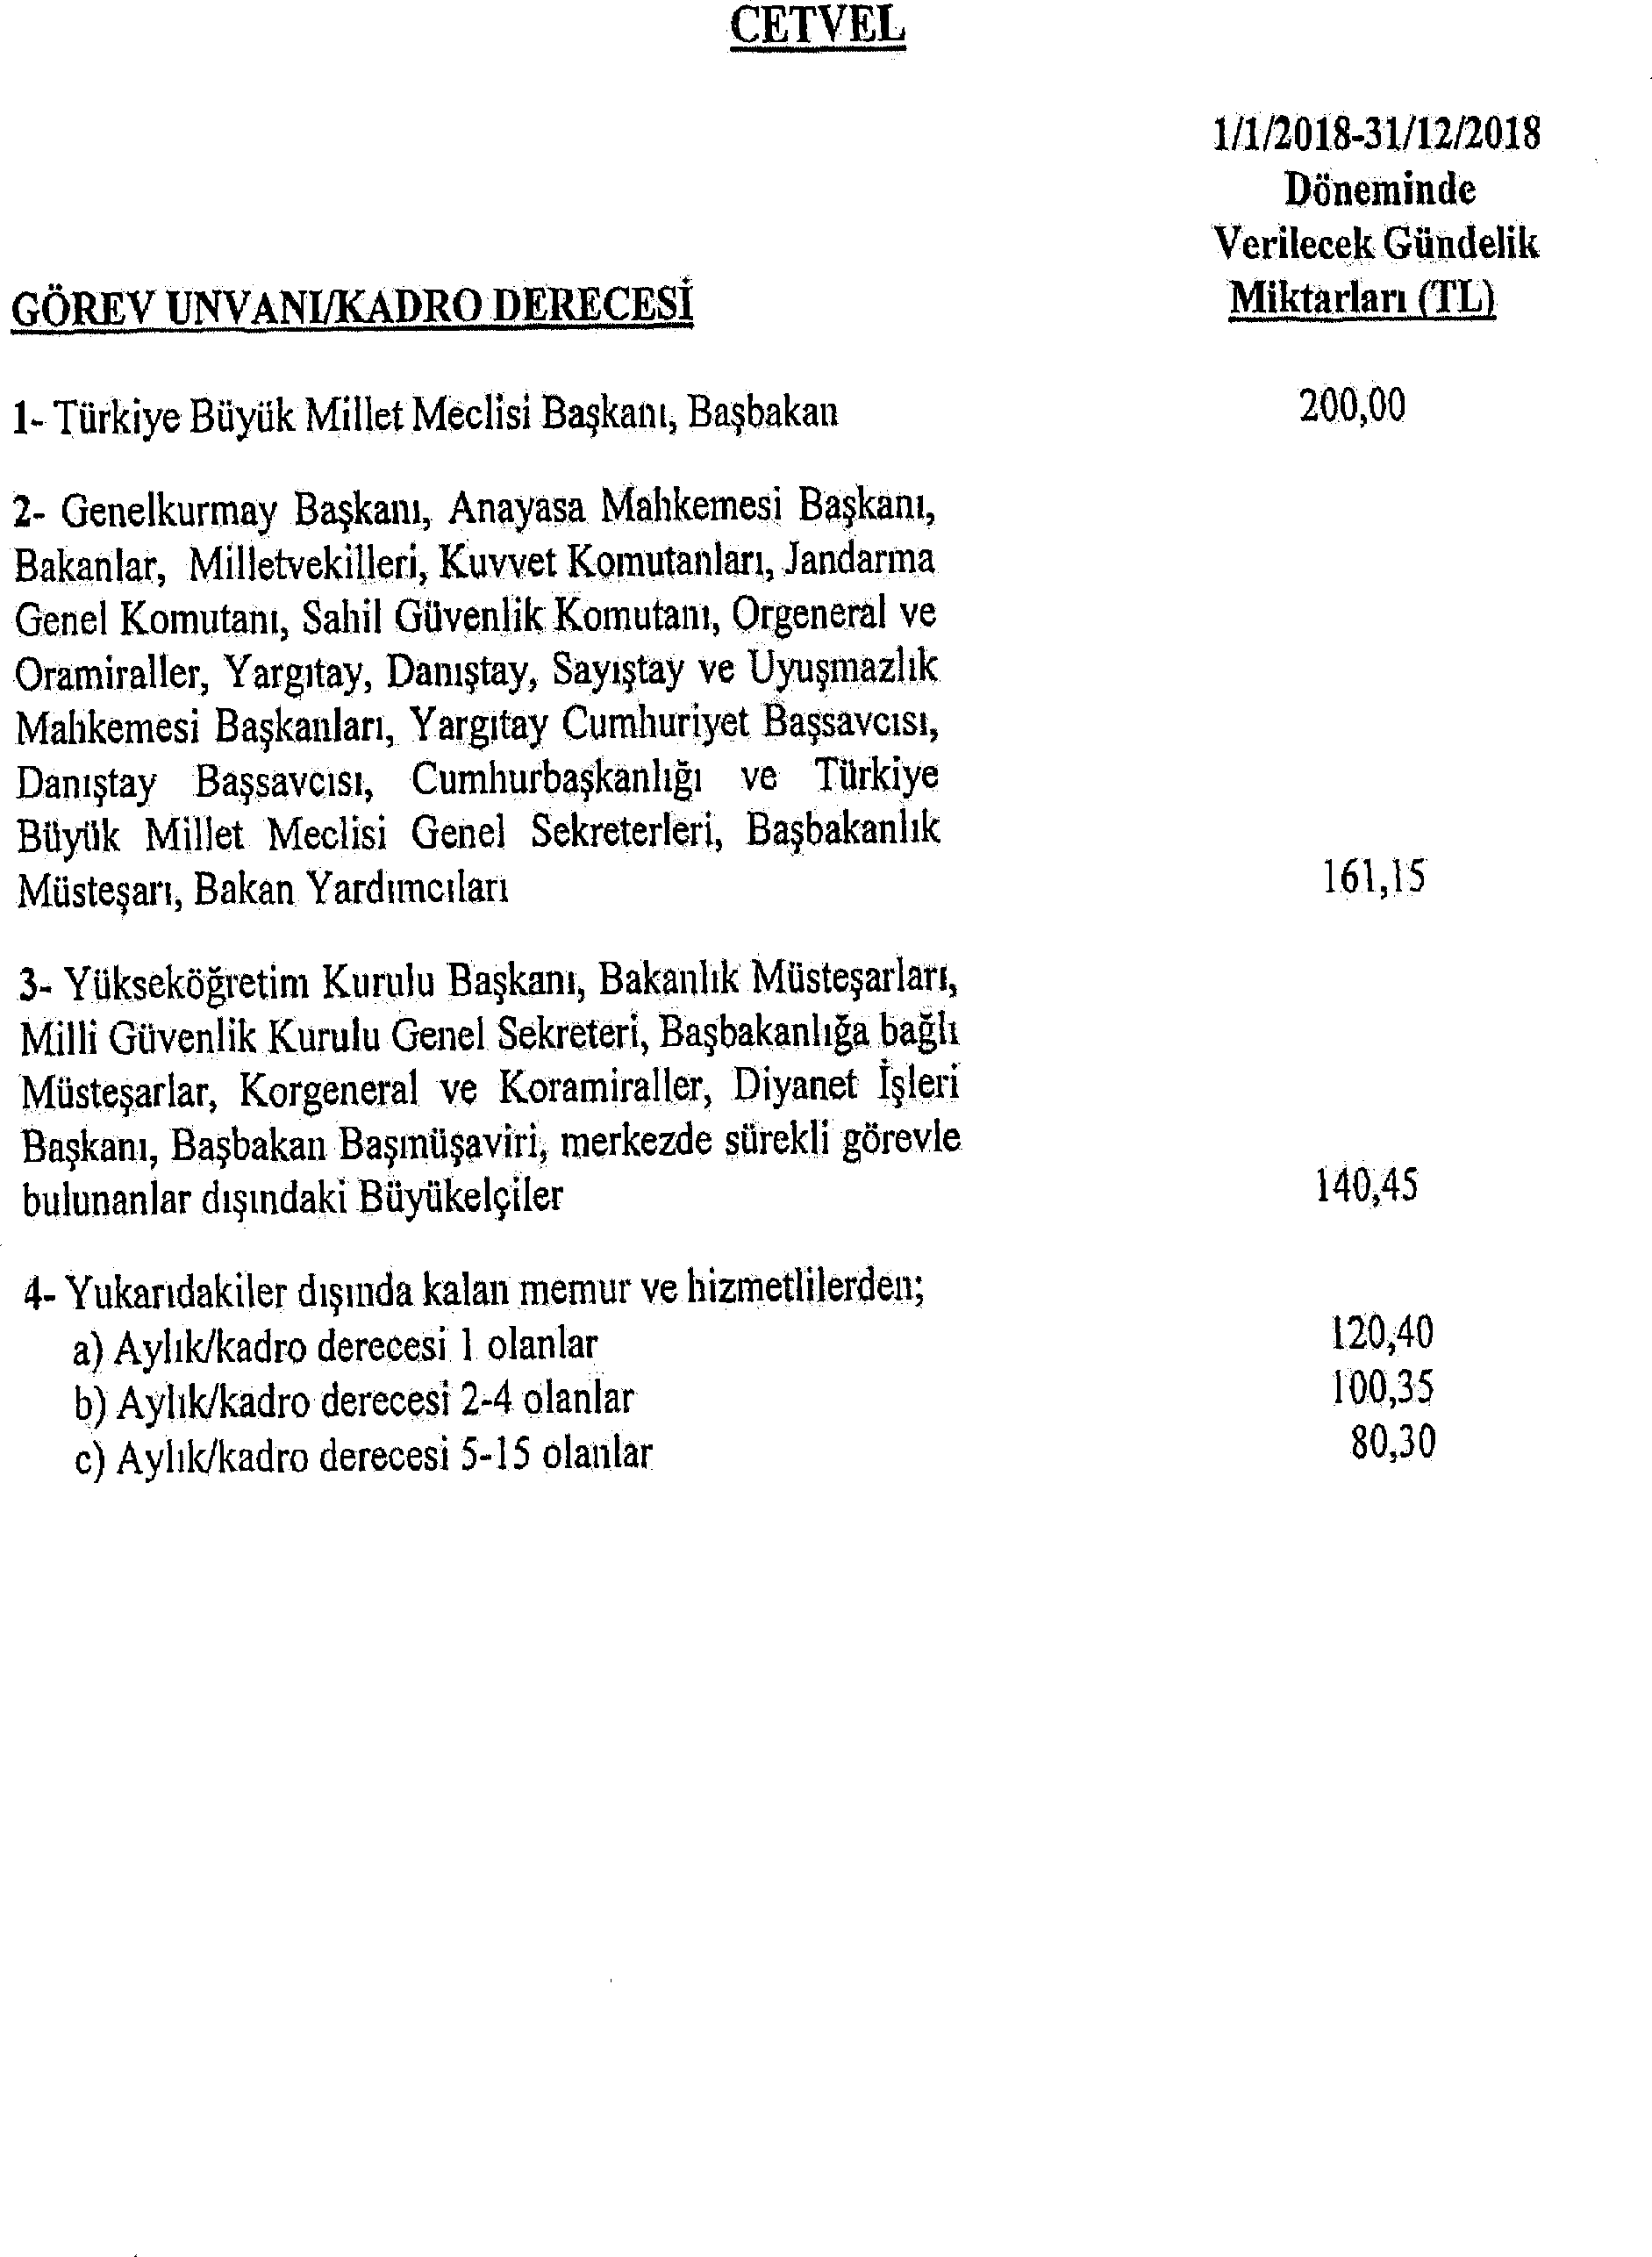 CETVEL
1/1/2018-31/12/2018
Döneminde
Verilecek Gündelik
GÖREV UNVANI/KADRO DERECESİ Miktarları (TL)
1- Türkiye Büyük Millet Meclisi Başkanı, Başbakan 200,00
2- Genelkurmay Başkanı, Anayasa Mahkemesi Başkanı,
Bakanlar, Milletvekilleri, Kuvvet Komutanları, Jandarma
Genel Komutanı, Sahil Güvenlik Komutanı, Orgeneral ve
Oramiraller, Yargıtay, Danıştay, Sayıştay ve Uyuşmazlık
Mahkemesi Başkanları, Yargıtay Cumhuriyet Başsavcısı,
Danıştay Başsavcısı, Cumhurbaşkanlığı ve Türkiye
Büyük Millet Meclisi Genel Sekreterleri, Başbakanlık
Müsteşarı, Bakan Yardımcıları 161,15
3- Yükseköğretim Kurulu Başkanı, Bakanlık Müsteşarları,
Milli Güvenlik Kurulu Genel Sekreteri, Başbakanlığa bağlı
Müsteşarlar, Korgeneral ve Koramiraller, Diyanet İşleri
Başkanı, Başbakan Başmüşaviri, merkezde sürekli görevle
bulunanlar dışındaki Büyükelçiler 140,45
4- Yukarıdakiler dışında kalan memur ve hizmetlilerden;
a) Aylık/kadro derecesi 1 olanlar 120,40
b) Aylık/kadro derecesi 2-4 olanlar 100,35
c) Aylık/kadro derecesi 5-15 olanlar 80,30